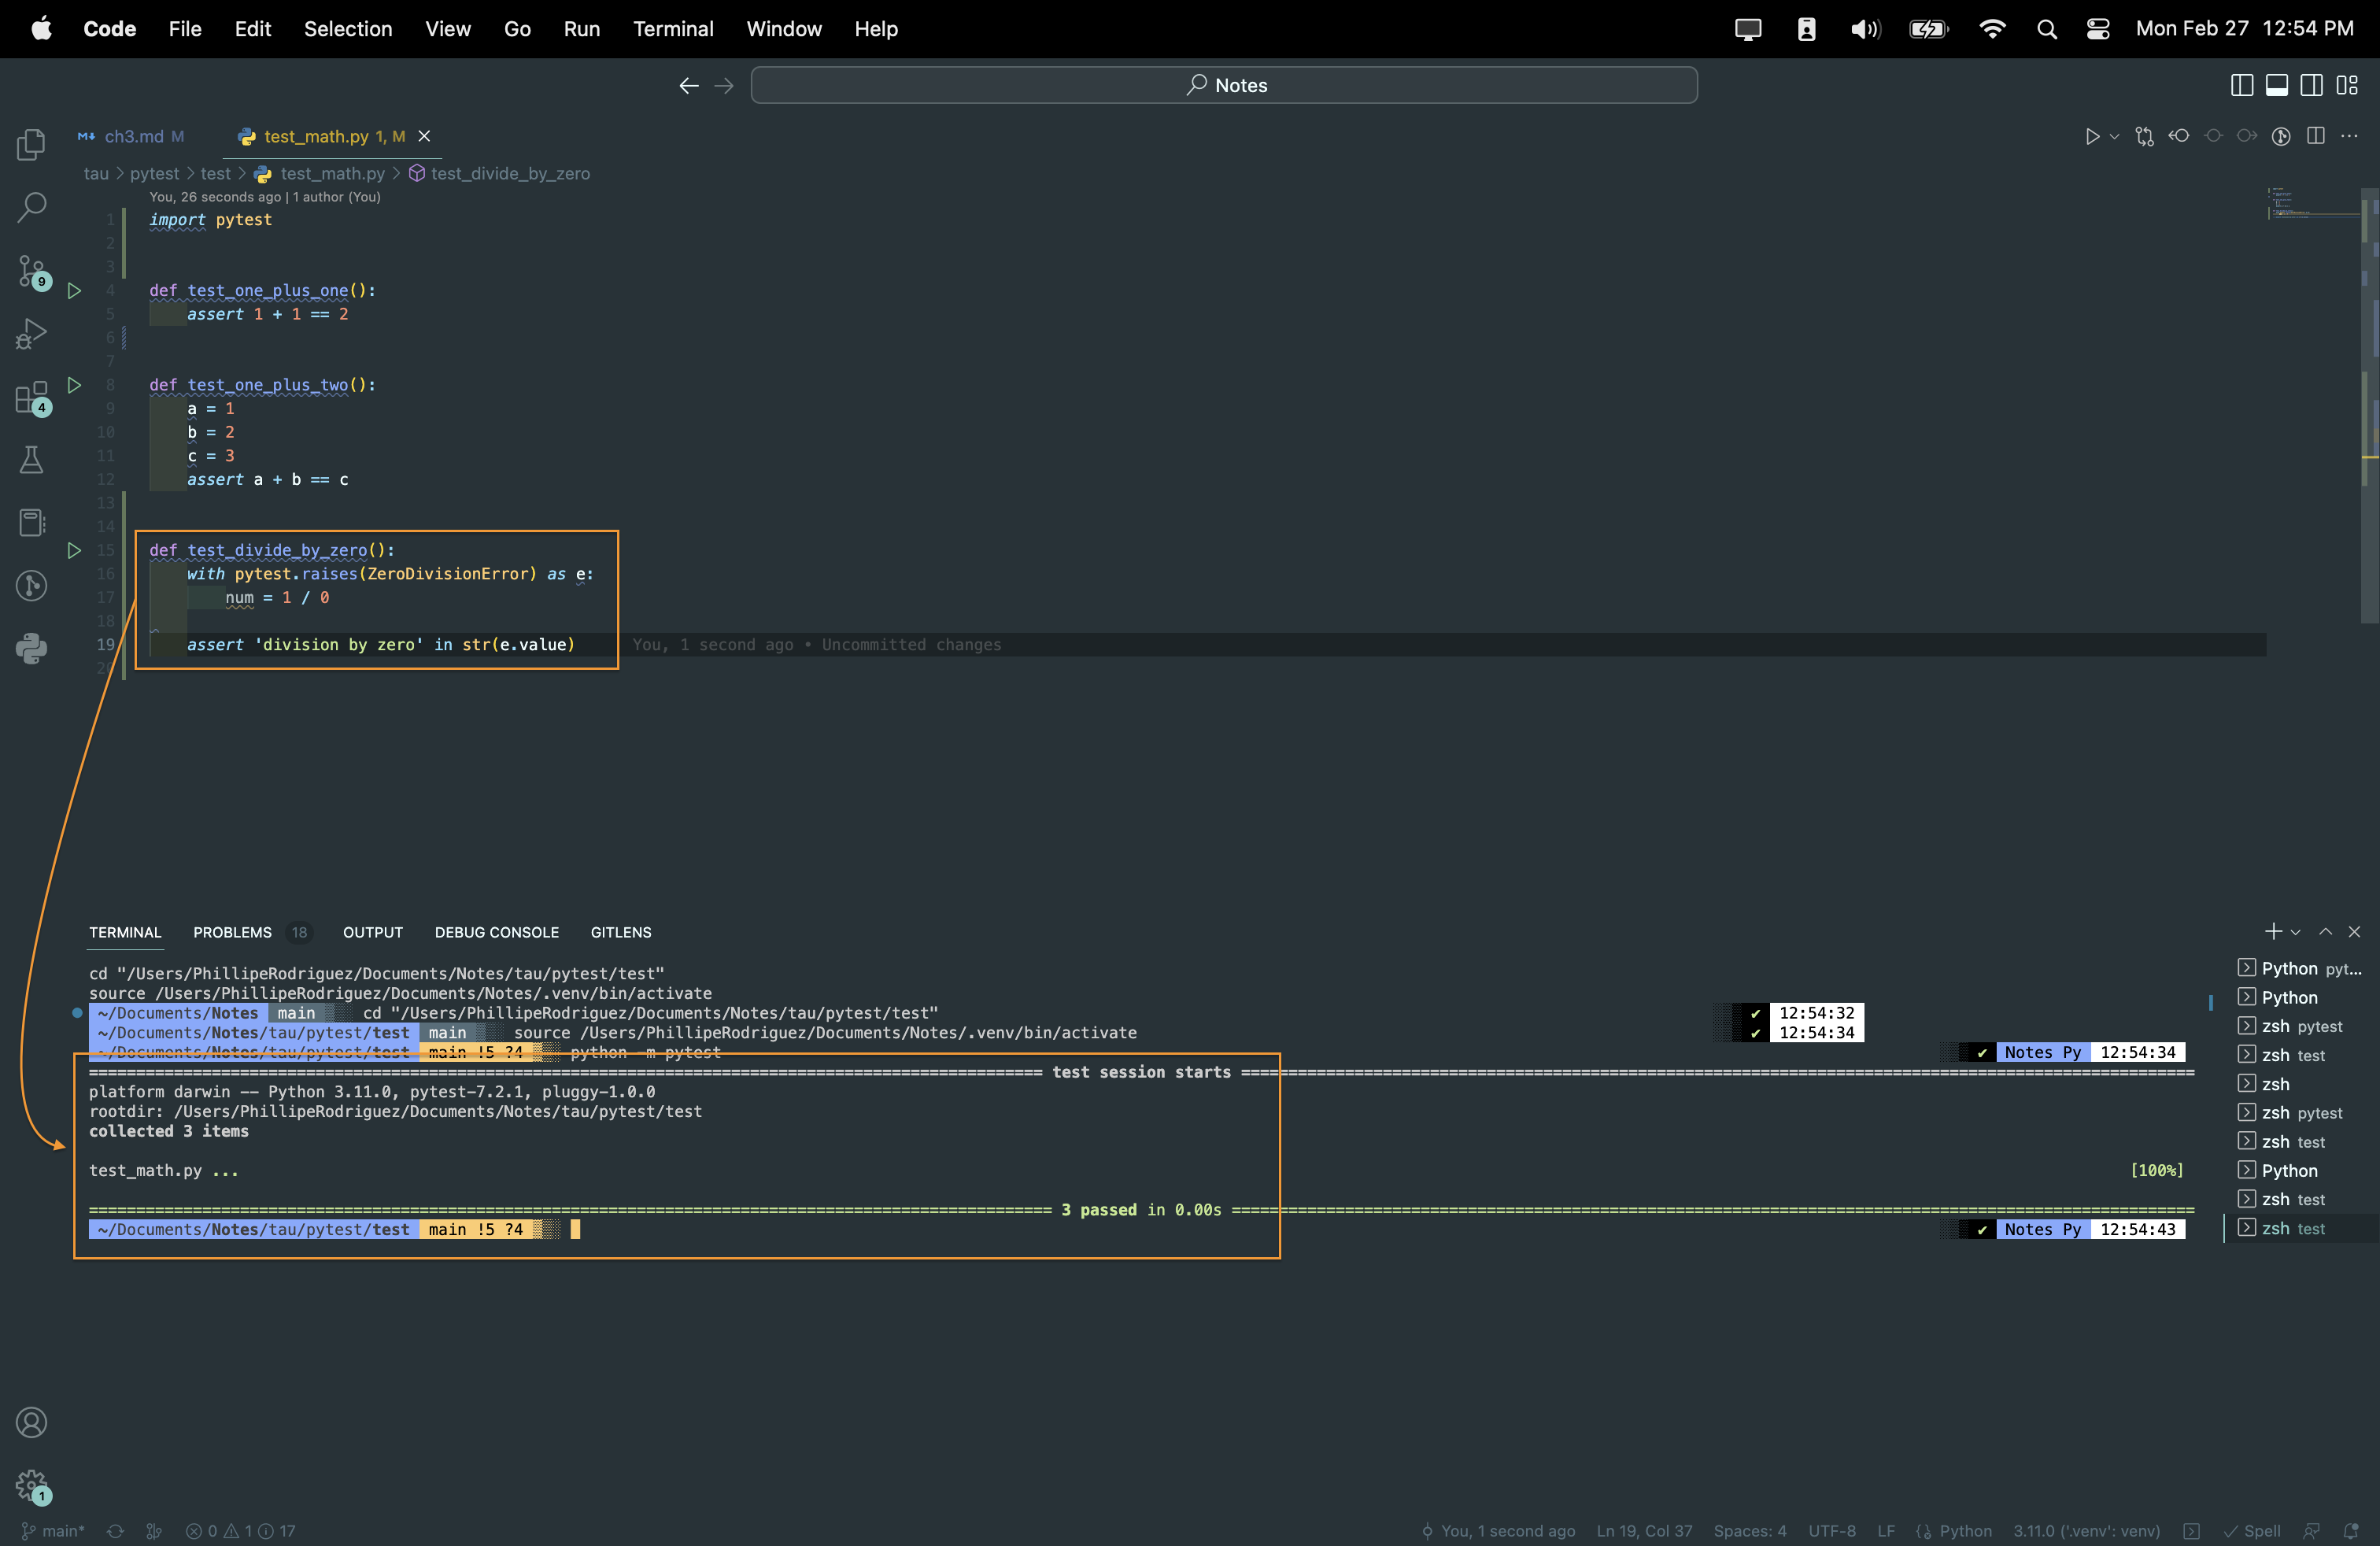 Code File Edit Selection View Go Run Terminal Window Help Mon Feb 27 12:54 PM
Notes
ch3.md M test_math.py 1, M
tau > pytest > test > test_math.py > test_divide_by_zero
You, 26 seconds ago | 1 author (You)
1 import pytest
2
3
4 def test_one_plus_one():
5 assert 1 + 1 == 2
6
7
8 def test_one_plus_two():
9 a = 1
10 b = 2
11 c = 3
12 assert a + b == c
13
14
15 def test_divide_by_zero():
16 with pytest.raises(ZeroDivisionError) as e:
17 num = 1 / 0
18
19 assert 'division by zero' in str(e.value) You, 1 second ago • Uncommitted changes
20
9
4
TERMINAL PROBLEMS 18 OUTPUT DEBUG CONSOLE GITLENS
cd "/Users/PhillipeRodriguez/Documents/Notes/tau/pytest/test"
source /Users/PhillipeRodriguez/Documents/Notes/.venv/bin/activate
~/Documents/Notes main cd "/Users/PhillipeRodriguez/Documents/Notes/tau/pytest/test" ✔ 12:54:32
~/Documents/Notes/tau/pytest/test main source /Users/PhillipeRodriguez/Documents/Notes/.venv/bin/activate ✔ 12:54:34
~/Documents/Notes/tau/pytest/test main !5 ?4 python -m pytest ✔ Notes Py 12:54:34
test session starts
platform darwin -- Python 3.11.0, pytest-7.2.1, pluggy-1.0.0
rootdir: /Users/PhillipeRodriguez/Documents/Notes/tau/pytest/test
collected 3 items
test_math.py ... [100%]
3 passed in 0.00s
~/Documents/Notes/tau/pytest/test main !5 ?4 ✔ Notes Py 12:54:43
Python pyt...
Python
zsh pytest
zsh test
zsh
zsh pytest
zsh test
Python
zsh test
zsh test
1
main* 0 1 17 You, 1 second ago Ln 19, Col 37 Spaces: 4 UTF-8 LF Python 3.11.0 ('.venv': venv) Spell